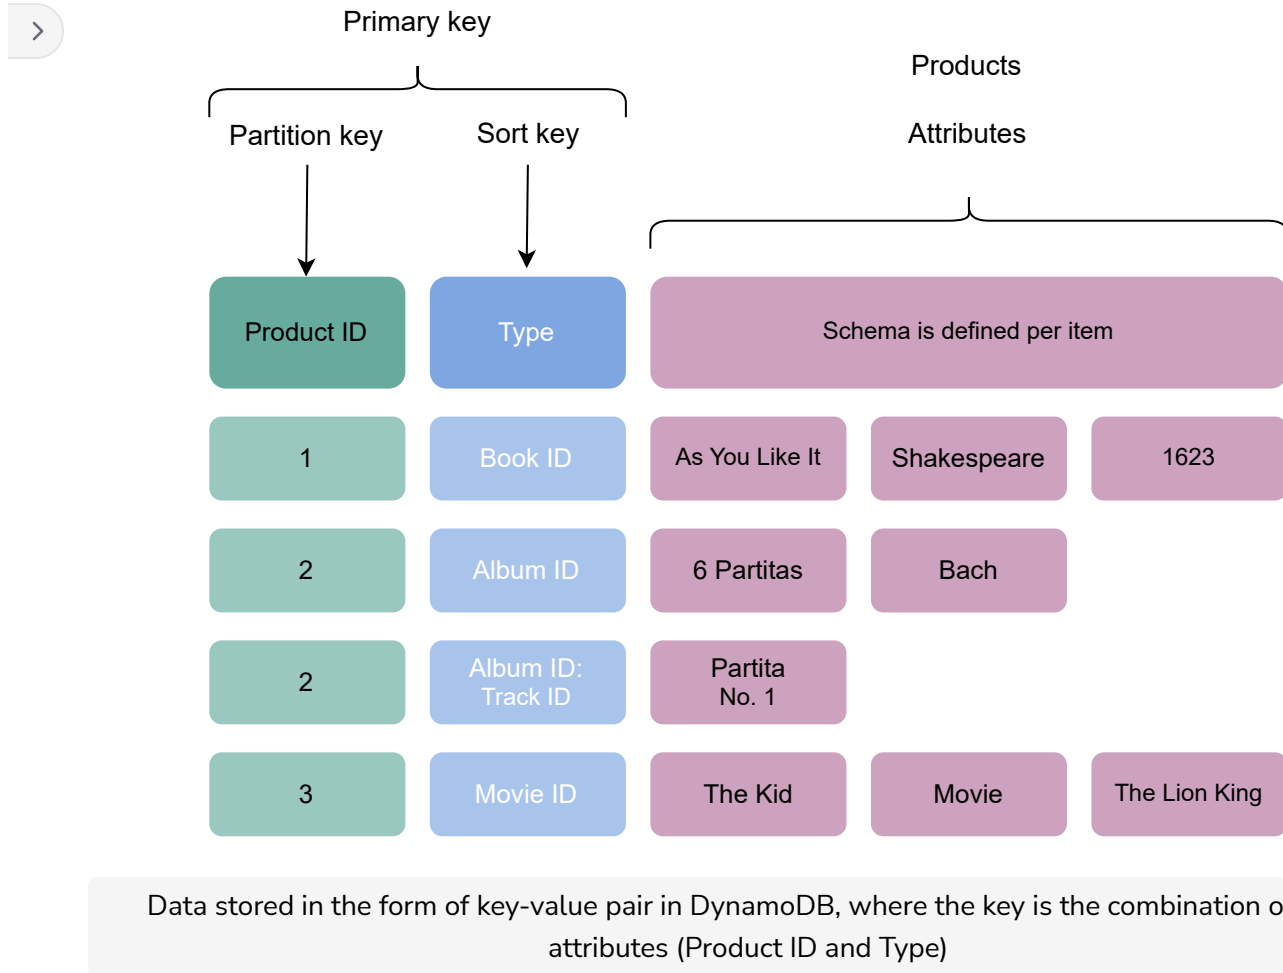 Primary key
Products
Partition key
Sort key
Attributes
Product ID
Type
Schema is defined per item
1
Book ID
As You Like It
Shakespeare
1623
2
Album ID
6 Partitas
Bach
2
Album ID:
Track ID
Partita
No. 1
3
Movie ID
The Kid
Movie
The Lion King
Data stored in the form of key-value pair in DynamoDB, where the key is the combination
attributes (Product ID and Type)